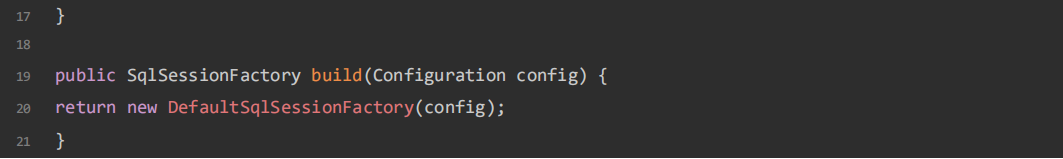 17 }
18
19 public SqlSessionFactory build(Configuration config) {
20 return new DefaultSqlSessionFactory(config);
21 }